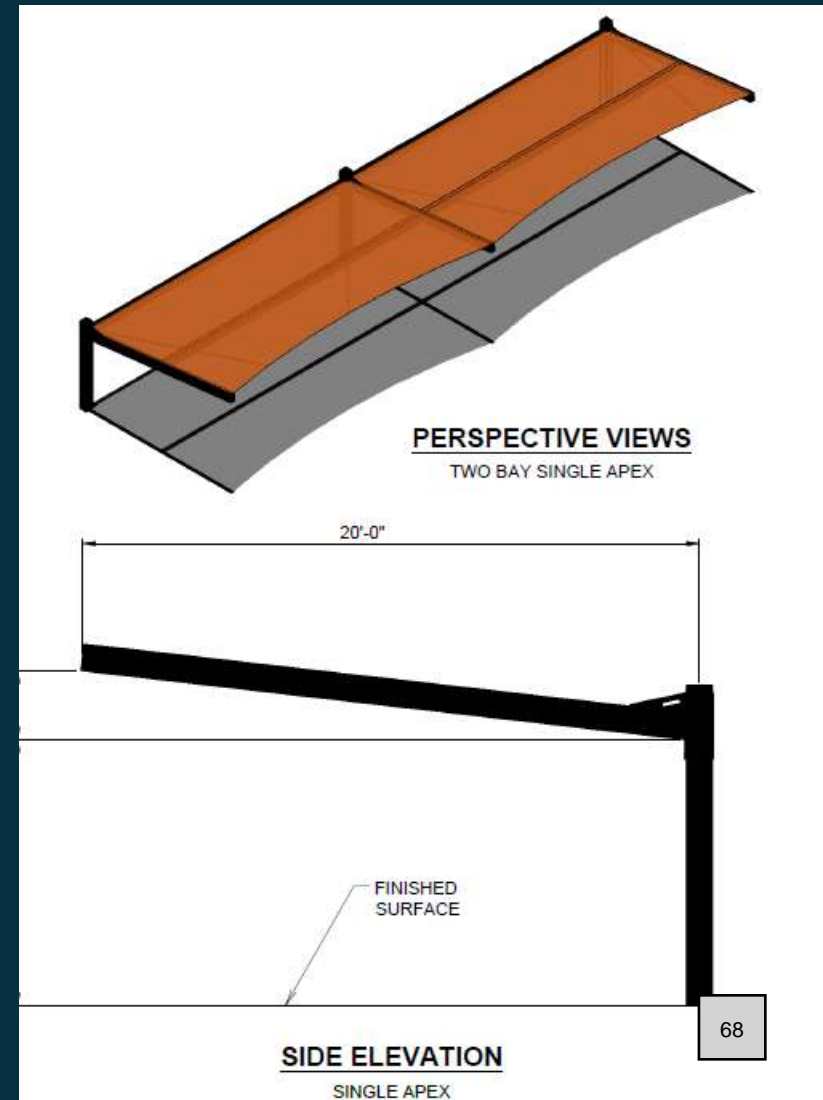 PERSPECTIVE VIEWS
TWO BAY SINGLE APEX
20'-0"
FINISHED
SURFACE
68
SIDE ELEVATION
SINGLE APEX